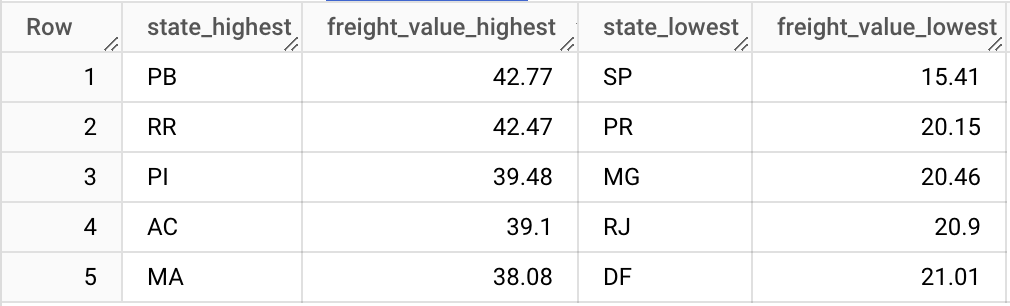 Row state_highest freight_value_highest state_lowest freight_value_lowest
1 PB 42.77 SP 15.41
2 RR 42.47 PR 20.15
3 PI 39.48 MG 20.46
4 AC 39.1 RJ 20.9
5 MA 38.08 DF 21.01